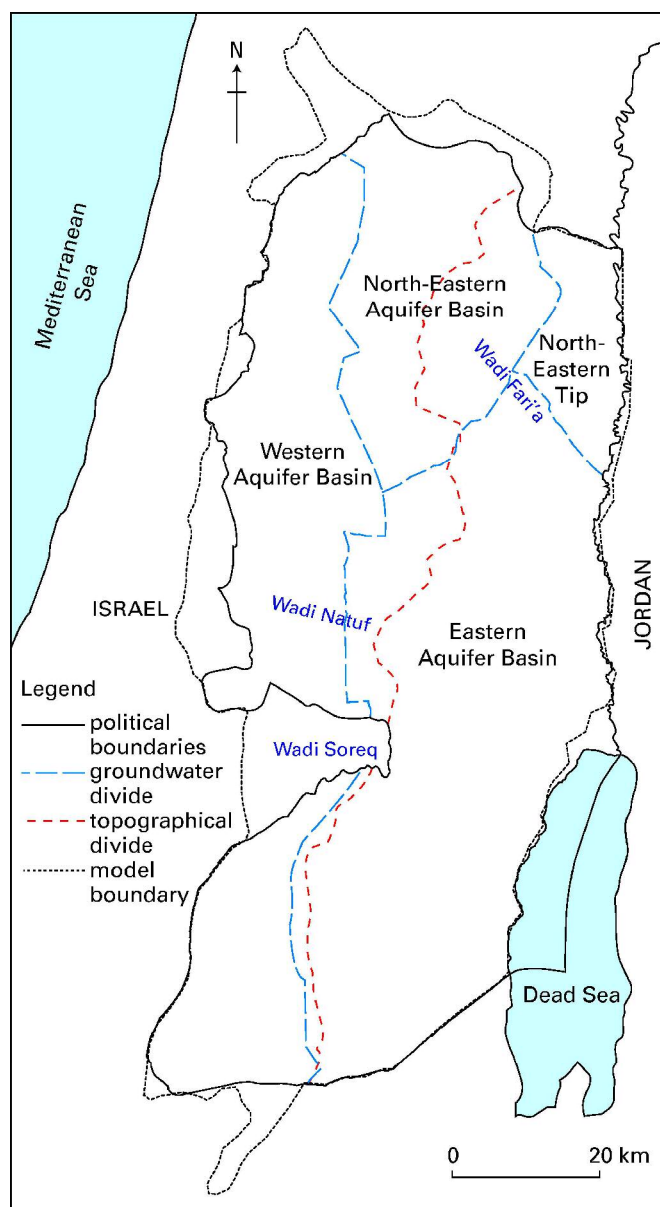 N
Mediterranean
Sea
North-Eastern
Aquifer Basin
Wadi Fari'a
North-
Eastern
Tip
Western
Aquifer Basin
ISRAEL
Wadi Natuf
Eastern
Aquifer Basin
JORDAN
Legend
political
boundaries
groundwater
divide
topographical
divide
model
boundary
Wadi Soreq
Dead Sea
0 20 km